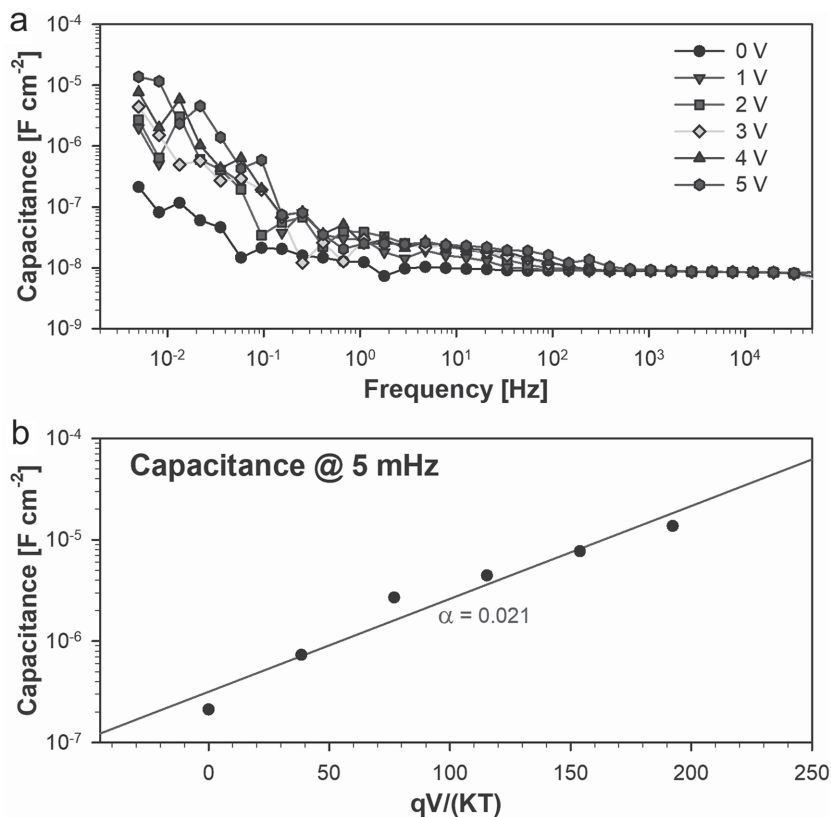 a
10⁻⁴
10⁻⁵
10⁻⁶
10⁻⁷
10⁻⁸
10⁻⁹
Capacitance [F cm⁻²]
0 V
1 V
2 V
3 V
4 V
5 V
10⁻² 10⁻¹ 10⁰ 10¹ 10² 10³ 10⁴
Frequency [Hz]
b
10⁻⁴
10⁻⁵
10⁻⁶
10⁻⁷
Capacitance [F cm⁻²]
Capacitance @ 5 mHz
α = 0.021
0 50 100 150 200 250
qV/(KT)